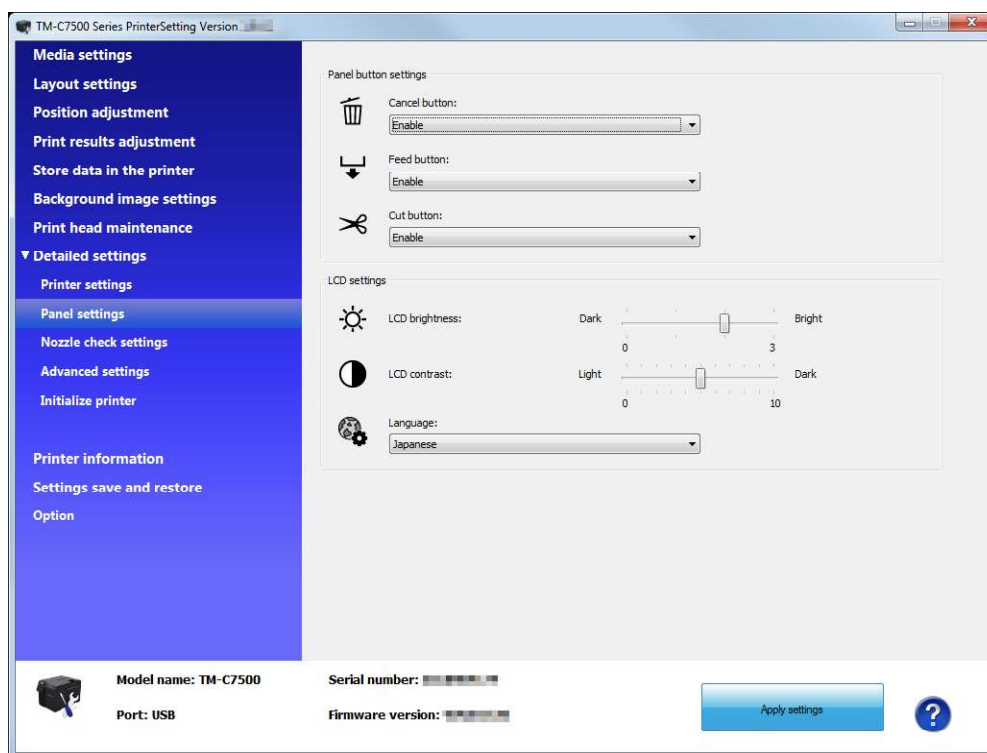 TM-C7500 Series PrinterSetting Version
Media settings
Layout settings
Position adjustment
Print results adjustment
Store data in the printer
Background image settings
Print head maintenance
Detailed settings
Printer settings
Panel settings
Nozzle check settings
Advanced settings
Initialize printer
Printer information
Settings save and restore
Option
Panel button settings
Cancel button:
Enable
Feed button:
Enable
Cut button:
Enable
LCD settings
LCD brightness: Dark Bright
0 3
LCD contrast: Light Dark
0 10
Language:
Japanese
Model name: TM-C7500 Serial number:
Port: USB Firmware version:
Apply settings
?